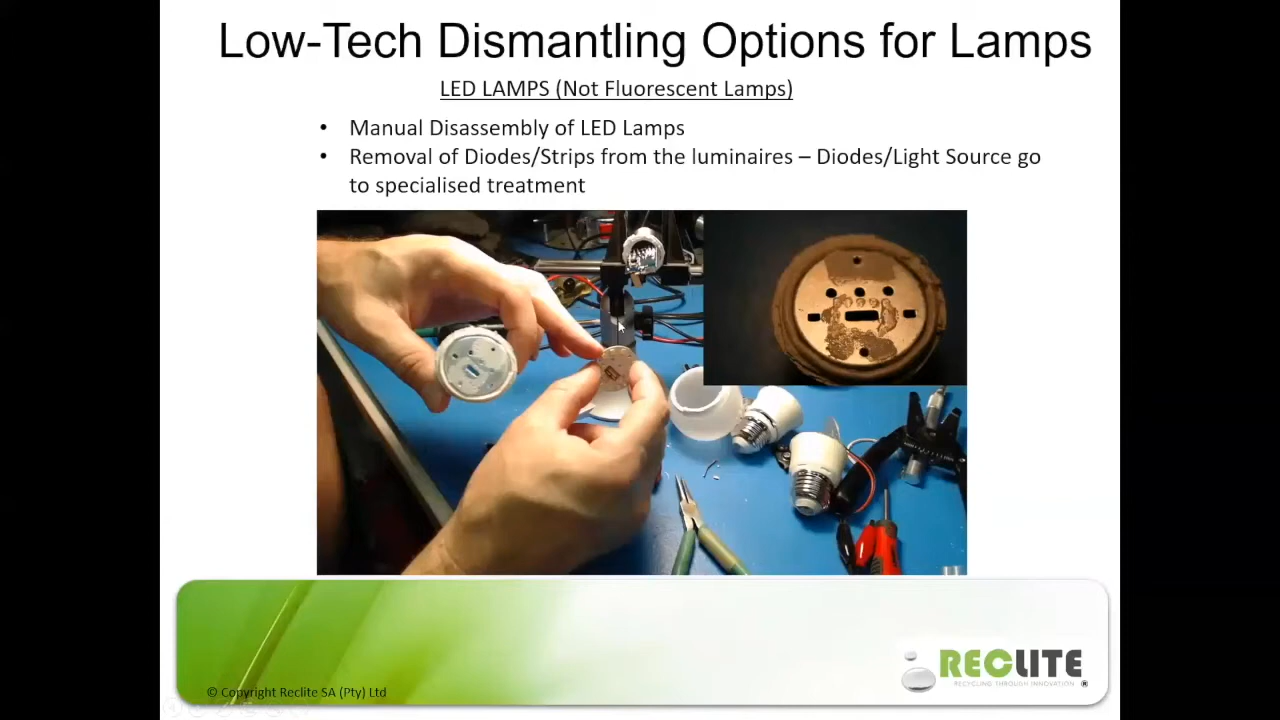 Low-Tech Dismantling Options for Lamps
LED LAMPS (Not Fluorescent Lamps)
• Manual Disassembly of LED Lamps
• Removal of Diodes/Strips from the luminaires – Diodes/Light Source go
to specialised treatment
RECLITE
RECYCLING THROUGH INNOVATION ®
© Copyright Reclite SA (Pty) Ltd